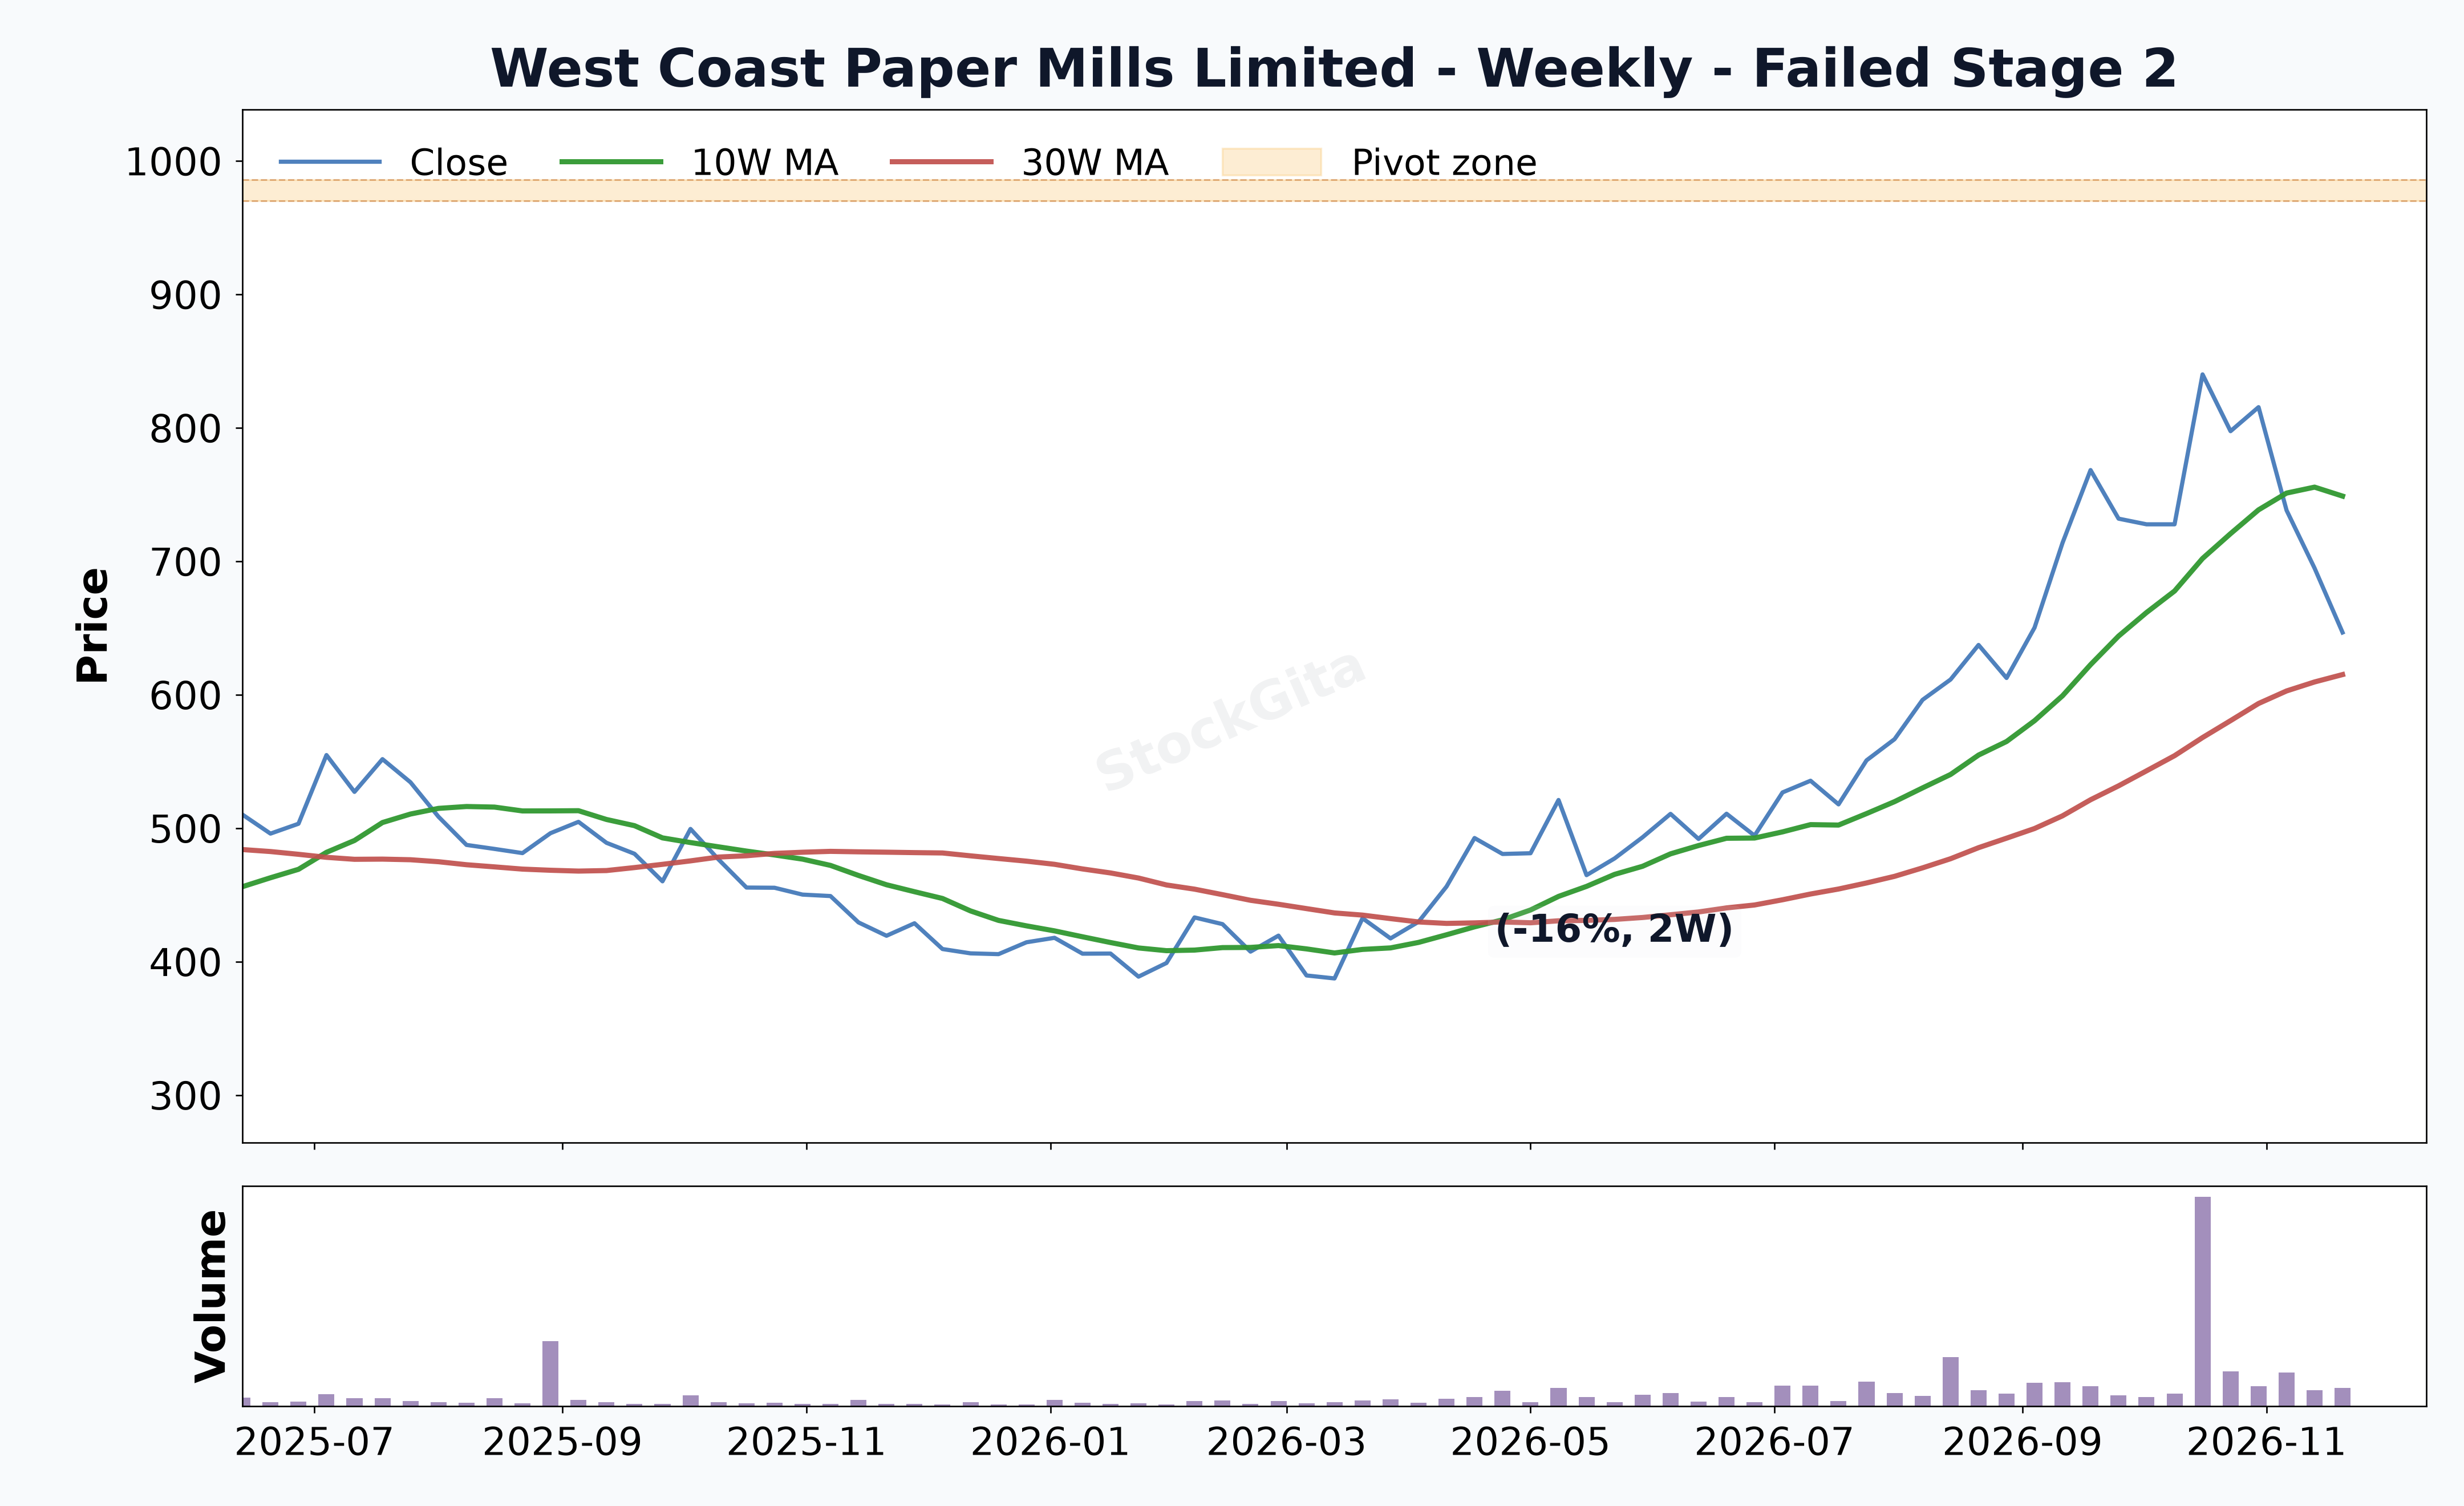 West Coast Paper Mills Limited - Weekly - Failed Stage 2
Close 10W MA 30W MA Pivot zone
1000
900
800
700
600
500
400
300
Price
StockGita
(-16%, 2W)
Volume
2025-07 2025-09 2025-11 2026-01 2026-03 2026-05 2026-07 2026-09 2026-11